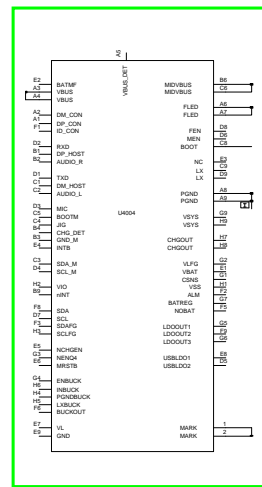 A5
VBUS_DET
E2 BATMF
A3 VBUS
A4 VBUS
A2 DM_CON
A1 DP_CON
F1 ID_CON
D2 RXD
B1 DP_HOST
B2 AUDIO_R
D1 TXD
C1 DM_HOST
C2 AUDIO_L
D3 MIC
C5 BOOTM
C4 JIG
B4 CHG_DET
B3 GND_M
E4 INTB
C3 SDA_M
D4 SCL_M
H2 VIO
B9 nINT
F8 SDA
D7 SCL
F3 SDAFG
H3 SCLFG
E5 NCHGEN
G3 NENQ4
E6 MRSTB
G4 ENBUCK
H6 INBUCK
H4 PGNDBUCK
H5 LXBUCK
F6 BUCKOUT
E7 VL
E9 GND
U4004
MIDVBUS B6
MIDVBUS C6
FLED A6
FLED A7
FEN D8
MEN D6
BOOT C8
NC E3
LX C9
LX D9
PGND A8
PGND A9
VSYS G9
VSYS H9
CHGOUT H7
CHGOUT H8
VLFG G2
VBAT E1
CSNS G1
VSS H1
ALM F2
BATREG G7
NOBAT F5
LDOOUT1 G5
LDOOUT2 F9
LDOOUT3
USBLDO1 E8
USBLDO2 D5
MARK 1
MARK 2